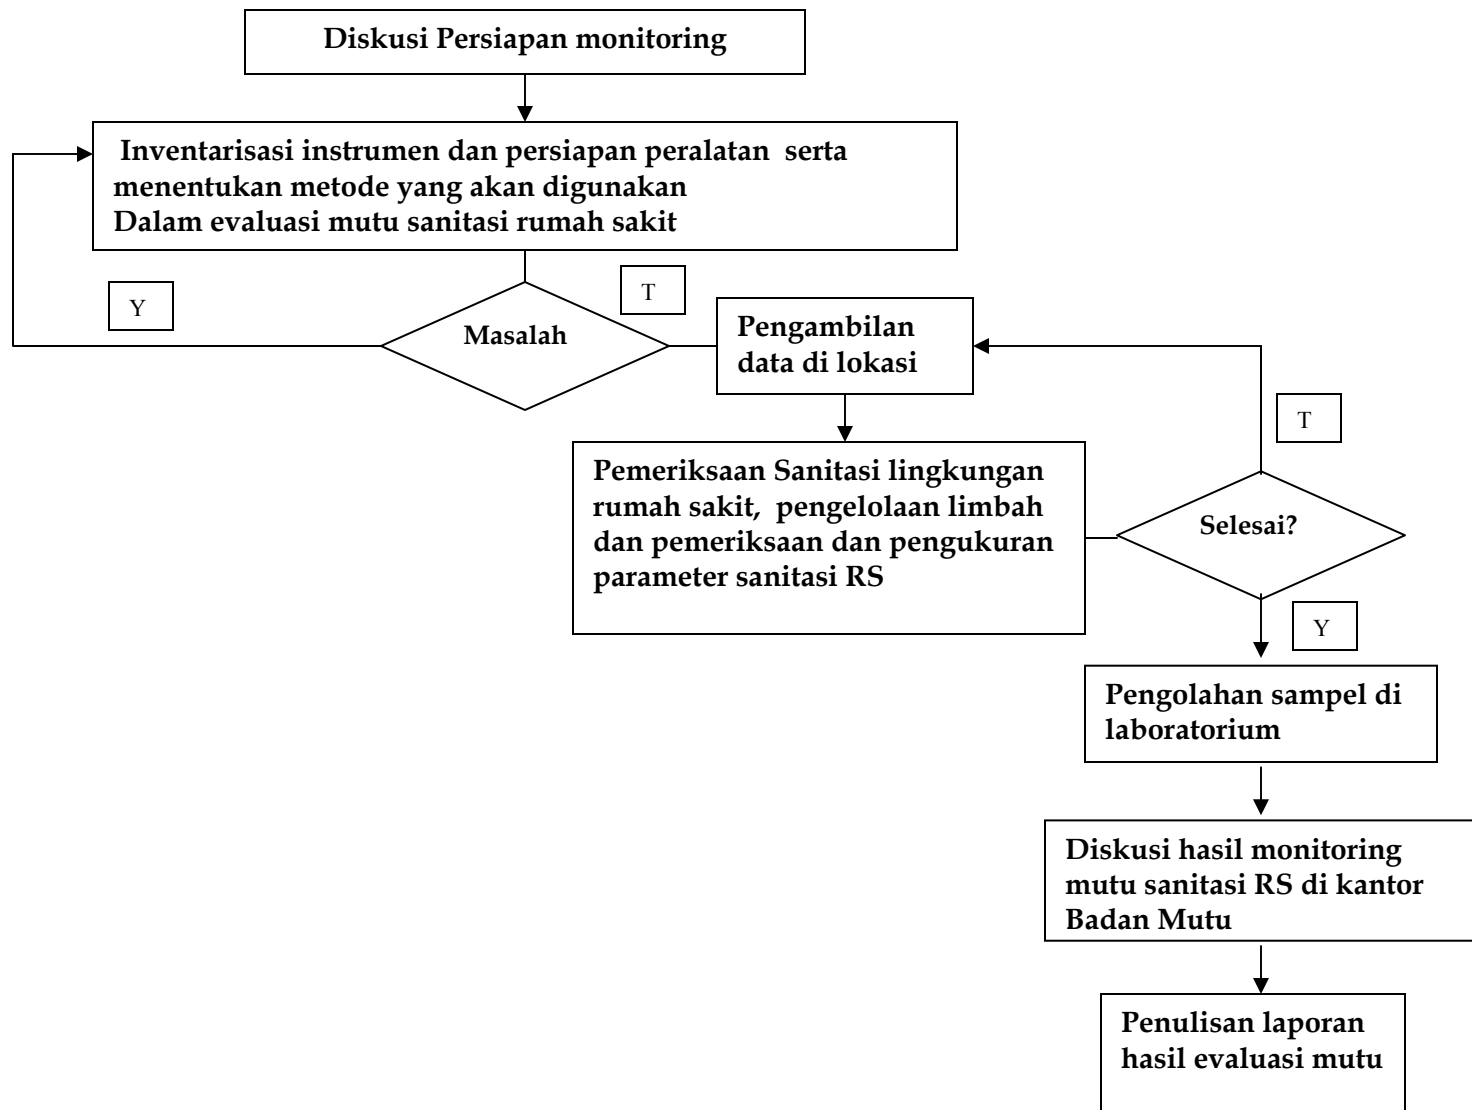 Diskusi Persiapan monitoring
Inventarisasi instrumen dan persiapan peralatan serta
menentukan metode yang akan digunakan
Dalam evaluasi mutu sanitasi rumah sakit
Y
Masalah
T
Pengambilan
data di lokasi
Pemeriksaan Sanitasi lingkungan
rumah sakit, pengelolaan limbah
dan pemeriksaan dan pengukuran
parameter sanitasi RS
T
Selesai?
Y
Pengolahan sampel di
laboratorium
Diskusi hasil monitoring
mutu sanitasi RS di kantor
Badan Mutu
Penulisan laporan
hasil evaluasi mutu